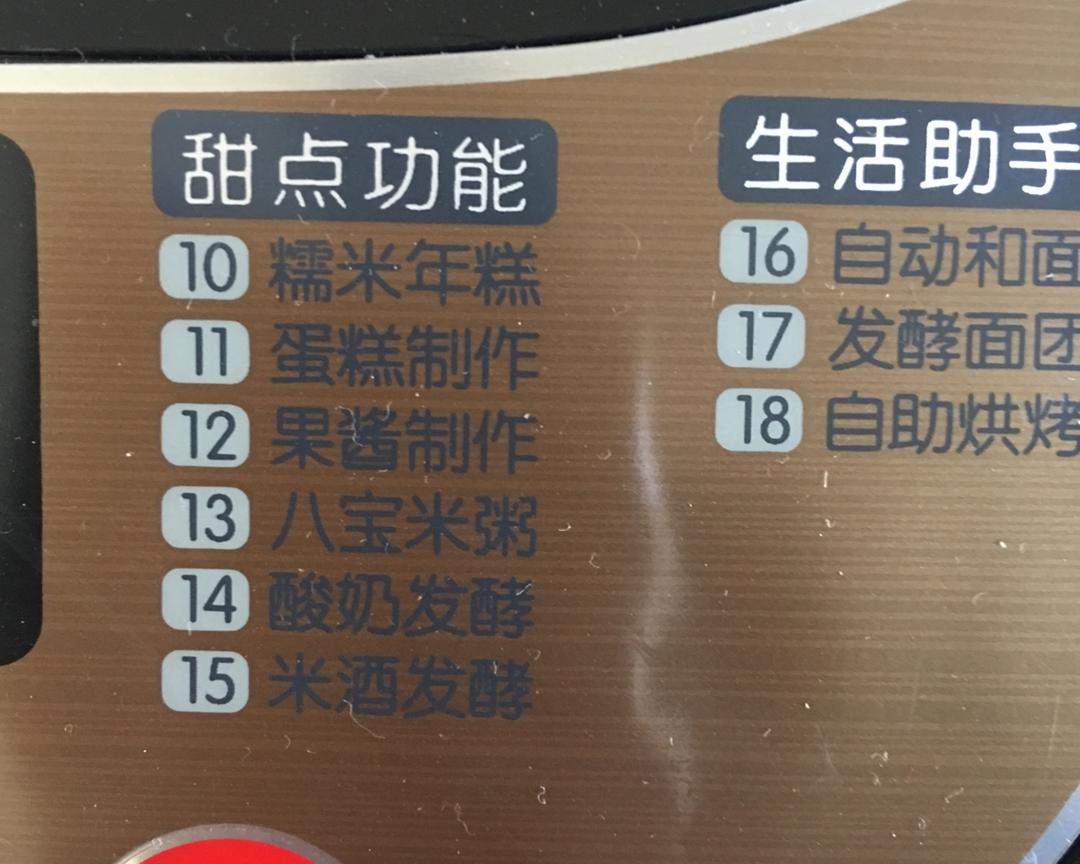 甜点功能
10 糯米年糕
11 蛋糕制作
12 果酱制作
13 八宝米粥
14 酸奶发酵
15 米酒发酵
生活助手
16 自动和面
17 发酵面团
18 自助烘烤